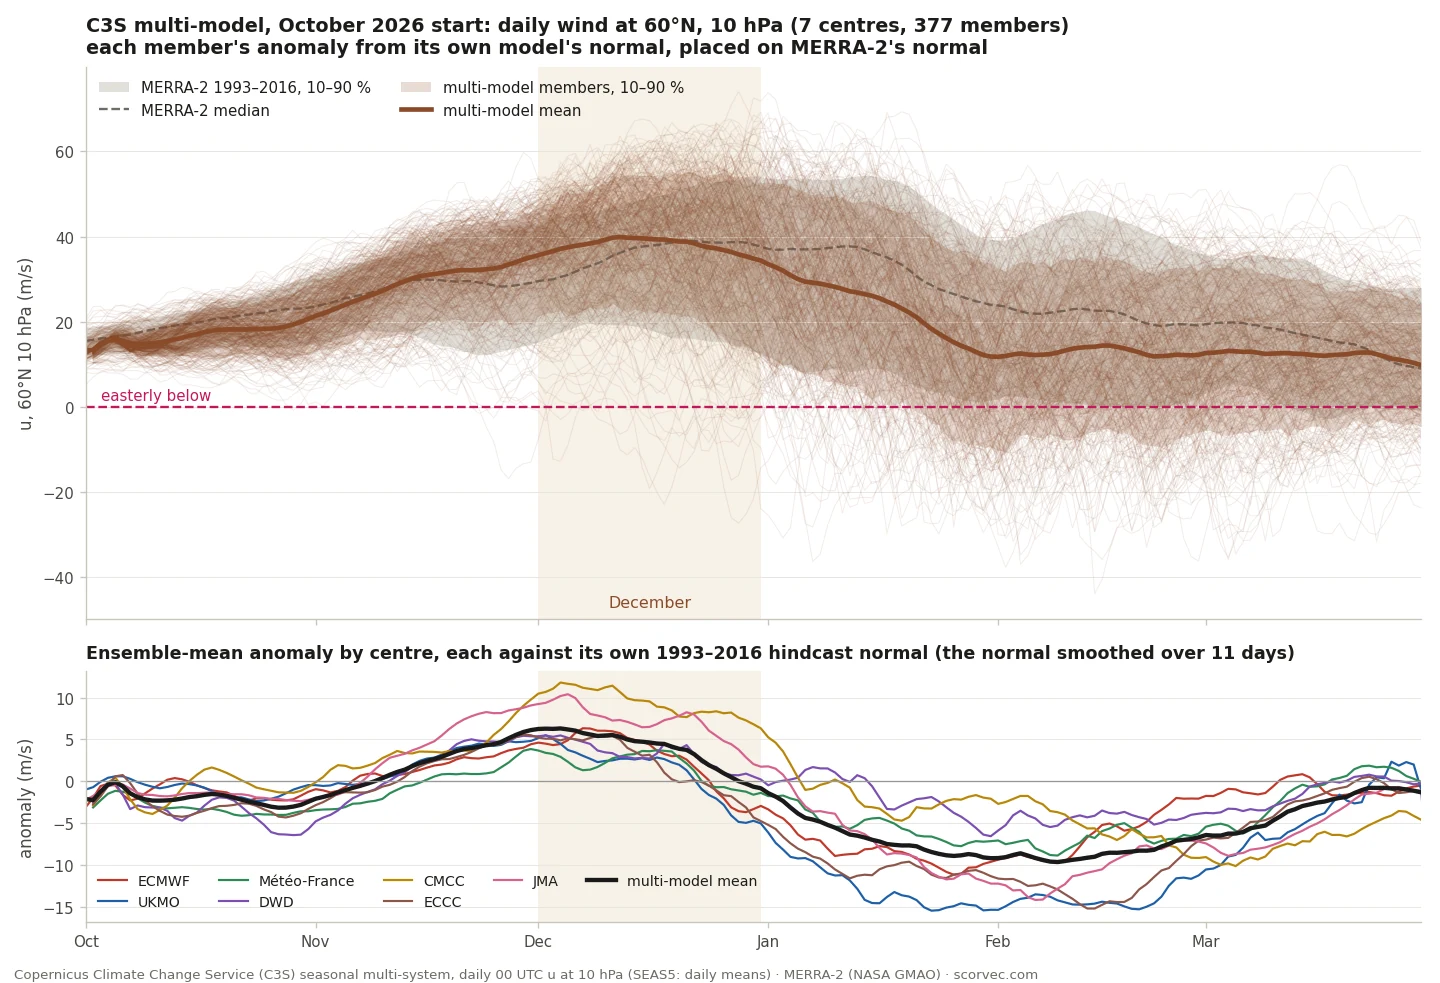 C3S multi-model, October 2026 start: daily wind at 60°N, 10 hPa (7 centres, 377 members)
each member's anomaly from its own model's normal, placed on MERRA-2's normal
MERRA-2 1993–2016, 10–90 %
multi-model members, 10–90 %
MERRA-2 median
multi-model mean
u, 60°N 10 hPa (m/s)
60
40
20
0
−20
−40
easterly below
December
Ensemble-mean anomaly by centre, each against its own 1993–2016 hindcast normal (the normal smoothed over 11 days)
anomaly (m/s)
10
5
0
−5
−10
−15
ECMWF
Météo-France
CMCC
JMA
multi-model mean
UKMO
DWD
ECCC
Oct
Nov
Dec
Jan
Feb
Mar
Copernicus Climate Change Service (C3S) seasonal multi-system, daily 00 UTC u at 10 hPa (SEAS5: daily means) · MERRA-2 (NASA GMAO) · scorvec.com